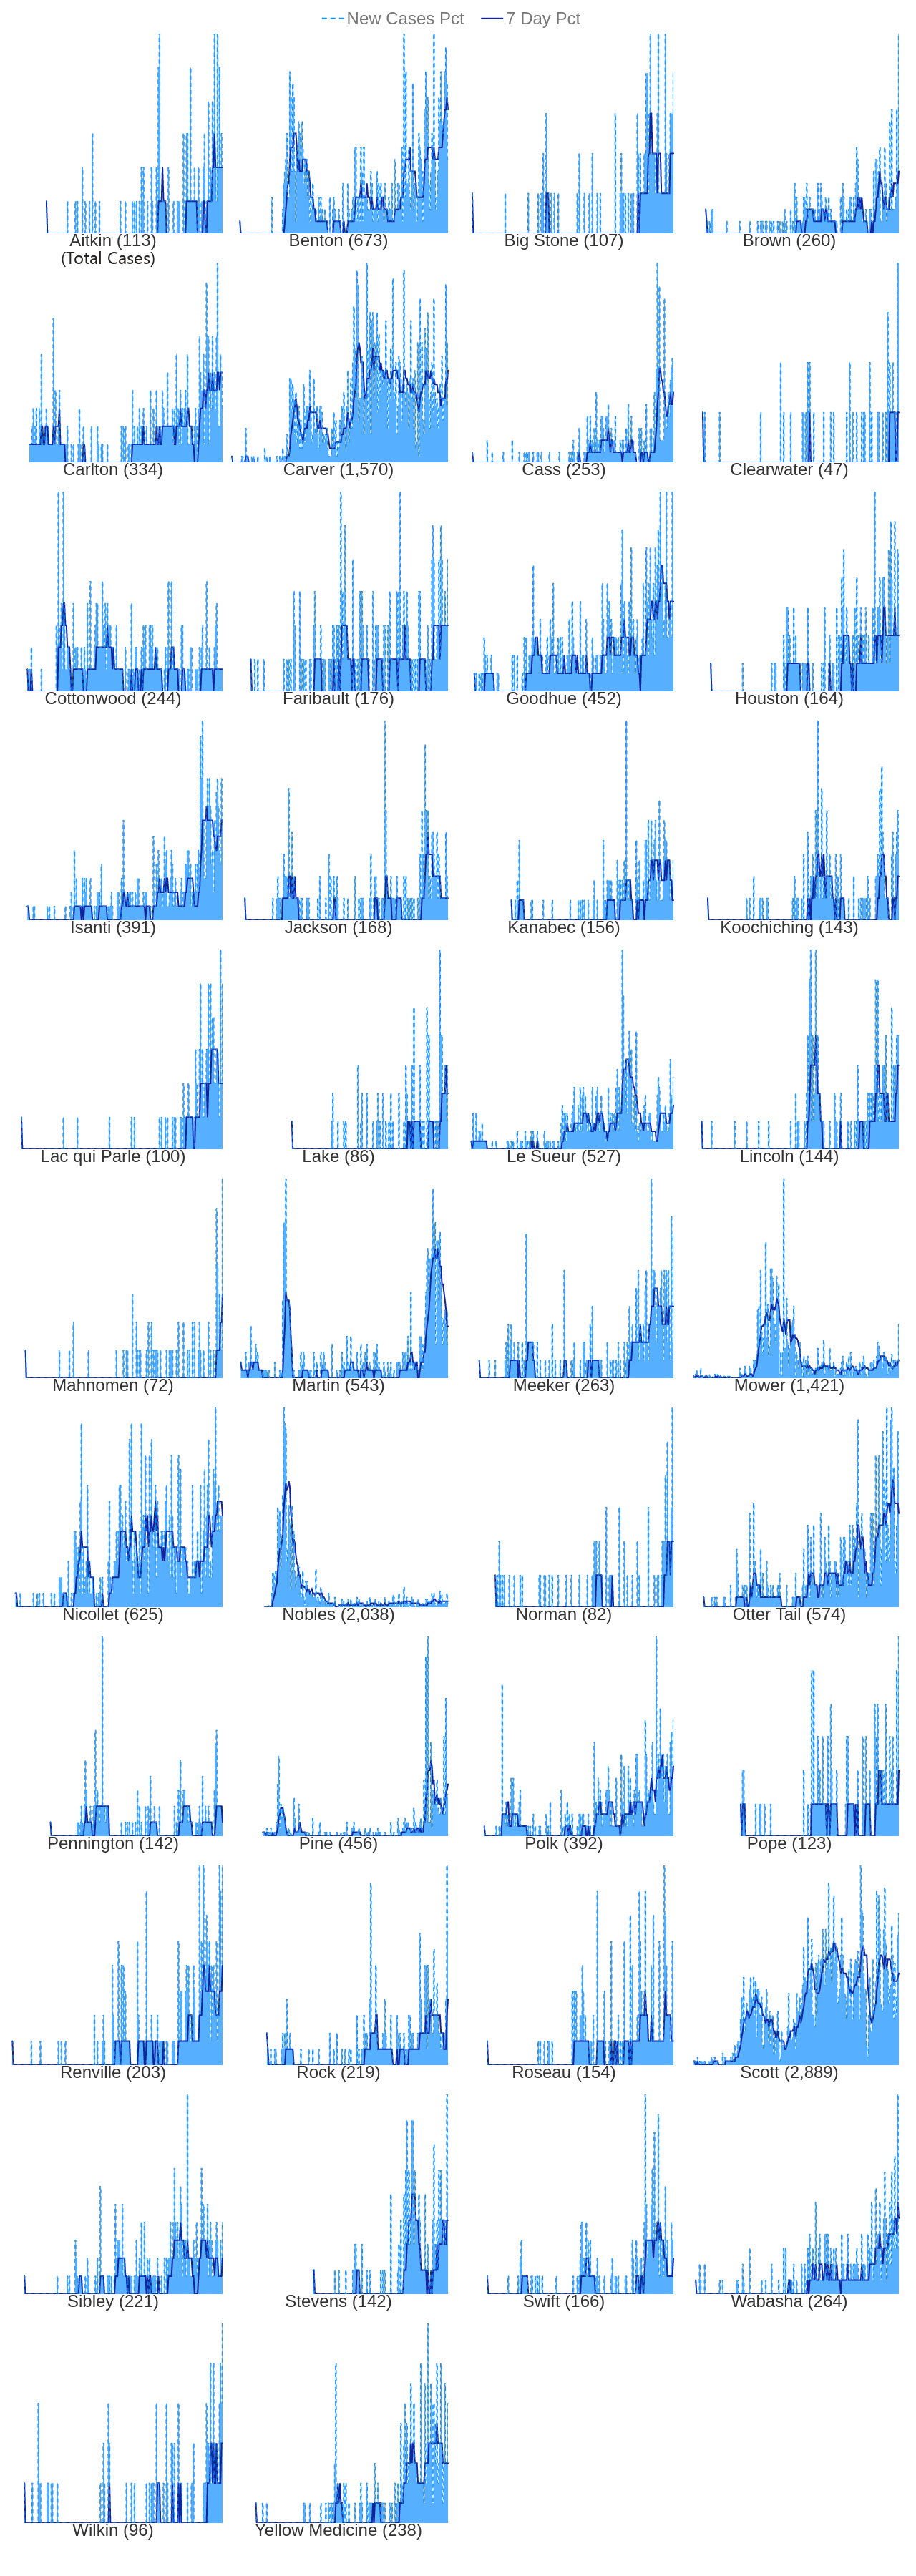 New Cases Pct 7 Day Pct
Aitkin (113) Benton (673) Big Stone (107) Brown (260)
(Total Cases)
Carlton (334) Carver (1,570) Cass (253) Clearwater (47)
Cottonwood (244) Faribault (176) Goodhue (452) Houston (164)
Isanti (391) Jackson (168) Kanabec (156) Koochiching (143)
Lac qui Parle (100) Lake (86) Le Sueur (527) Lincoln (144)
Mahnomen (72) Martin (543) Meeker (263) Mower (1,421)
Nicollet (625) Nobles (2,038) Norman (82) Otter Tail (574)
Pennington (142) Pine (456) Polk (392) Pope (123)
Renville (203) Rock (219) Roseau (154) Scott (2,889)
Sibley (221) Stevens (142) Swift (166) Wabasha (264)
Wilkin (96) Yellow Medicine (238)